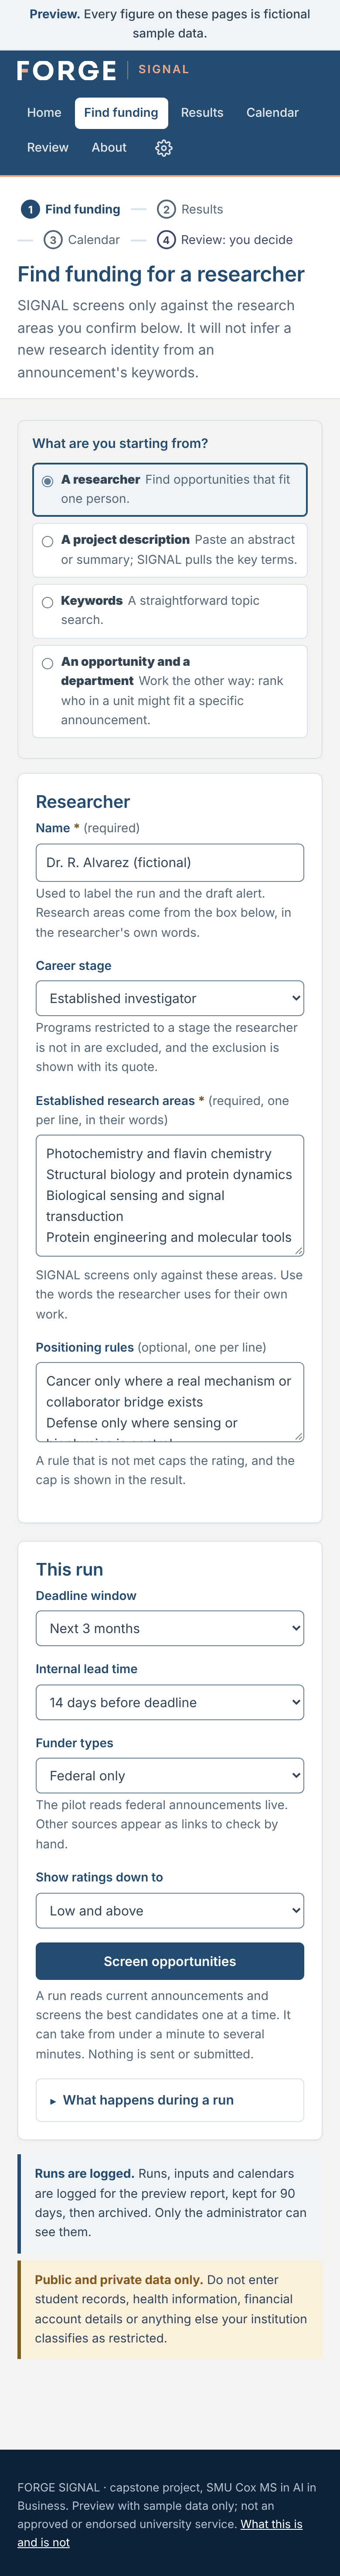 Preview. Every figure on these pages is fictional
sample data.
FORGE SIGNAL
Home Find funding Results Calendar
Review About
1 Find funding 2 Results
3 Calendar 4 Review: you decide
Find funding for a researcher
SIGNAL screens only against the research
areas you confirm below. It will not infer a
new research identity from an
announcement's keywords.
What are you starting from?
A researcher Find opportunities that fit
one person.
A project description Paste an abstract
or summary; SIGNAL pulls the key terms.
Keywords A straightforward topic
search.
An opportunity and a
department Work the other way: rank
who in a unit might fit a specific
announcement.
Researcher
Name * (required)
Dr. R. Alvarez (fictional)
Used to label the run and the draft alert.
Research areas come from the box below, in
the researcher's own words.
Career stage
Established investigator
Programs restricted to a stage the researcher
is not in are excluded, and the exclusion is
shown with its quote.
Established research areas * (required, one
per line, in their words)
Photochemistry and flavin chemistry
Structural biology and protein dynamics
Biological sensing and signal
transduction
Protein engineering and molecular tools
SIGNAL screens only against these areas. Use
the words the researcher uses for their own
work.
Positioning rules (optional, one per line)
Cancer only where a real mechanism or
collaborator bridge exists
Defense only where sensing or
A rule that is not met caps the rating, and the
cap is shown in the result.
This run
Deadline window
Next 3 months
Internal lead time
14 days before deadline
Funder types
Federal only
The pilot reads federal announcements live.
Other sources appear as links to check by
hand.
Show ratings down to
Low and above
Screen opportunities
A run reads current announcements and
screens the best candidates one at a time. It
can take from under a minute to several
minutes. Nothing is sent or submitted.
▸ What happens during a run
Runs are logged. Runs, inputs and calendars
are logged for the preview report, kept for 90
days, then archived. Only the administrator can
see them.
Public and private data only. Do not enter
student records, health information, financial
account details or anything else your institution
classifies as restricted.
FORGE SIGNAL · capstone project, SMU Cox MS in AI in
Business. Preview with sample data only; not an
approved or endorsed university service. What this is
and is not